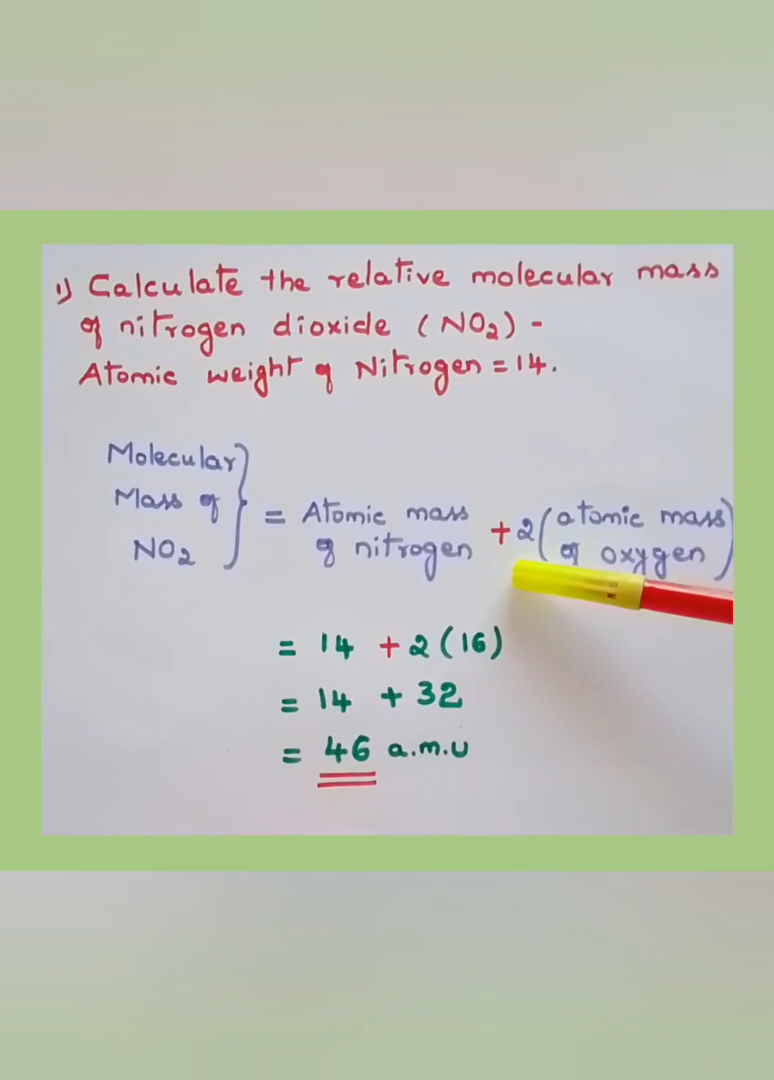 1) Calculate the relative molecular mass
of nitrogen dioxide (NO₂) -
Atomic weight of Nitrogen = 14.
Molecular
Mass of
NO₂
} = Atomic mass
of nitrogen
+ 2 (atomic mass
of oxygen)
= 14 + 2 (16)
= 14 + 32
= 46 a.m.u